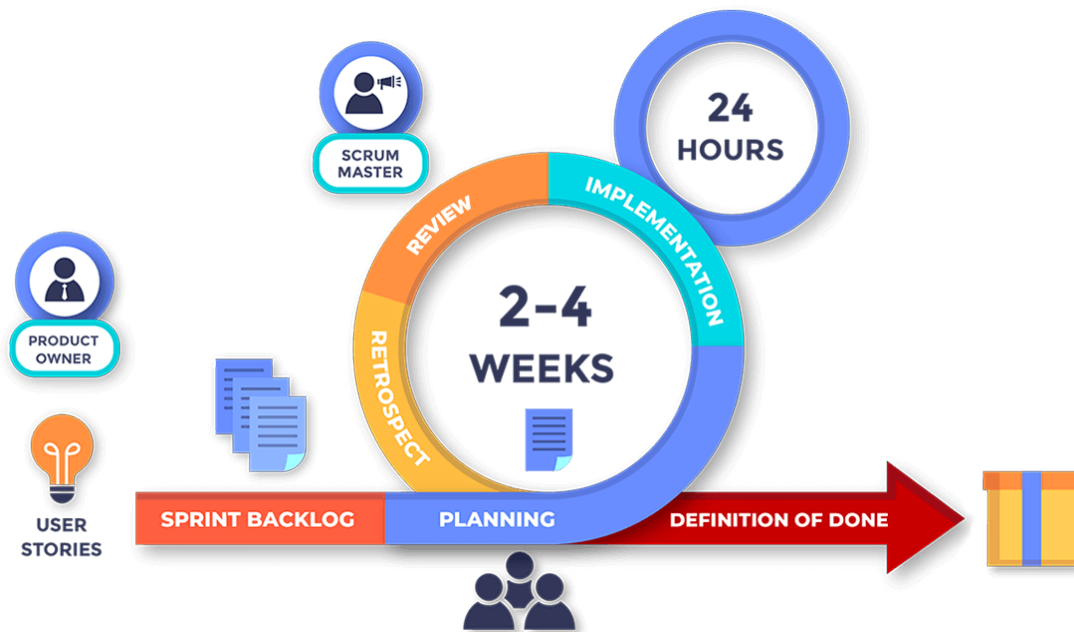 24
HOURS
SCRUM
MASTER
REVIEW
IMPLEMENTATION
PRODUCT
OWNER
2-4
WEEKS
RETROSPECT
USER
STORIES
SPRINT BACKLOG
PLANNING
DEFINITION OF DONE